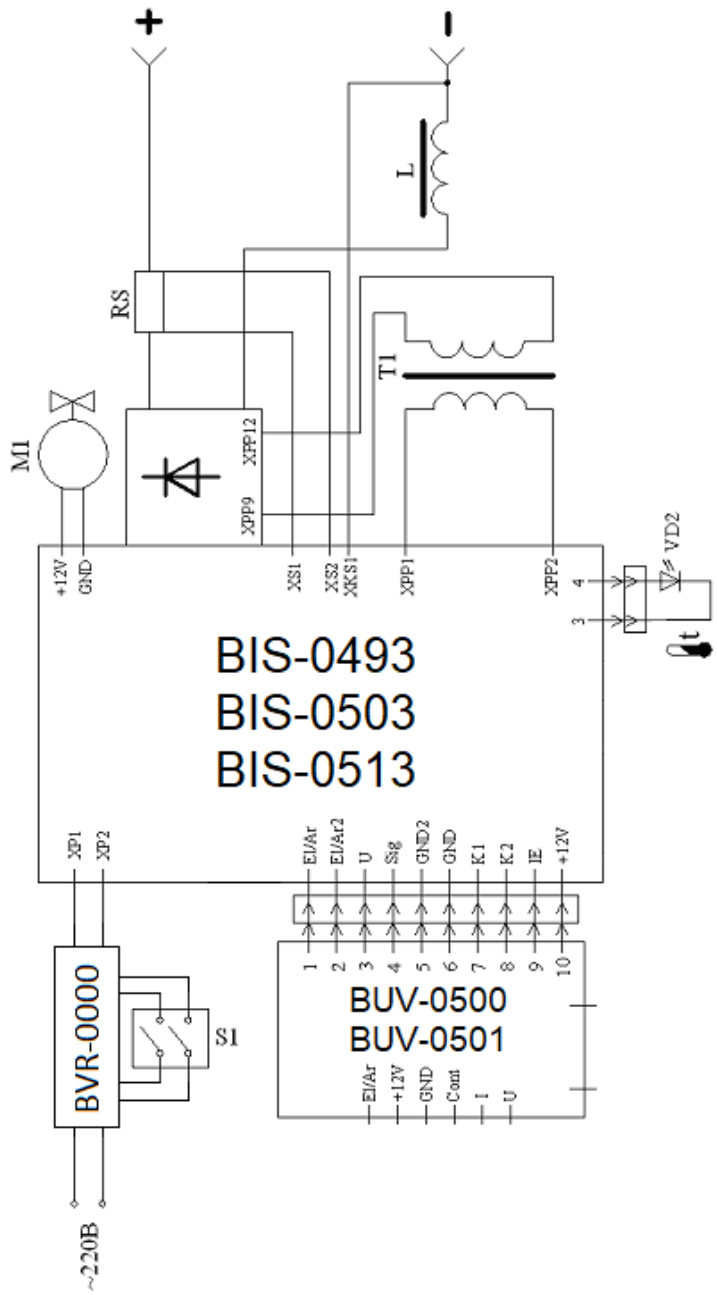 +
-
L
RS
T1
M1
XPP12
XPP9
+12V
GND
XS1
XS2
XKS1
XPP1
XPP2
4
3
VD2
t
BIS-0493
BIS-0503
BIS-0513
XP1
XP2
El/Ar
El/Ar2
U
Sig
GND2
GND
K1
K2
IE
+12V
1
2
3
4
5
6
7
8
9
10
BUV-0500
BUV-0501
El/Ar
+12V
GND
Cont
I
U
BVR-0000
S1
~220В